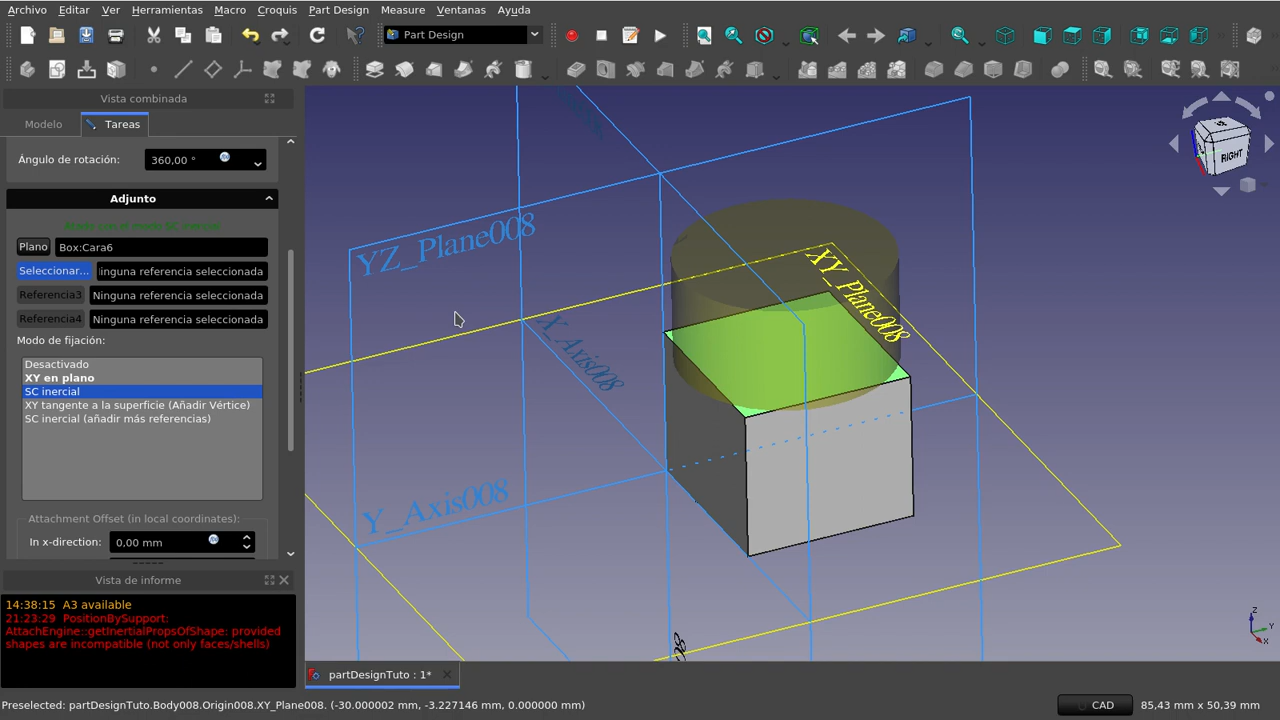 Archivo Editar Ver Herramientas Macro Croquis Part Design Measure Ventanas Ayuda
Part Design
Vista combinada
Modelo Tareas
Ángulo de rotación: 360,00 °
Adjunto
Plano Box:Cara6
Seleccionar... inguna referencia seleccionada
Referencia3 Ninguna referencia seleccionada
Referencia4 Ninguna referencia seleccionada
Modo de fijación:
Desactivado
XY en plano
SC inercial
XY tangente a la superficie (Añadir Vértice)
SC inercial (añadir más referencias)
Attachment Offset (in local coordinates):
In x-direction: 0,00 mm
Vista de informe
14:38:15 A3 available
21:23:29 PositionBySupport:
AttachEngine::getInertialPropsOfShape: provided
shapes are incompatible (not only faces/shells)
YZ_Plane008
XY_Plane008
X_Axis008
Y_Axis008
RIGHT
Z
Y
X
partDesignTuto : 1*
Preselected: partDesignTuto.Body008.Origin008.XY_Plane008. (-30.000002 mm, -3.227146 mm, 0.000000 mm)
CAD 85,43 mm x 50,39 mm